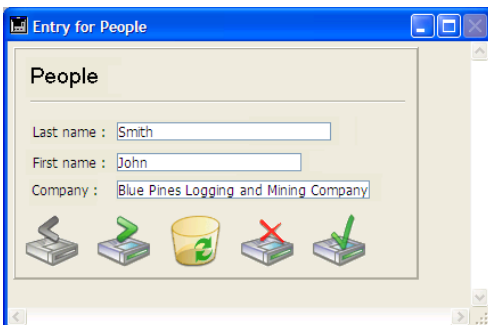 Entry for People
People
Last name : Smith
First name : John
Company : Blue Pines Logging and Mining Company